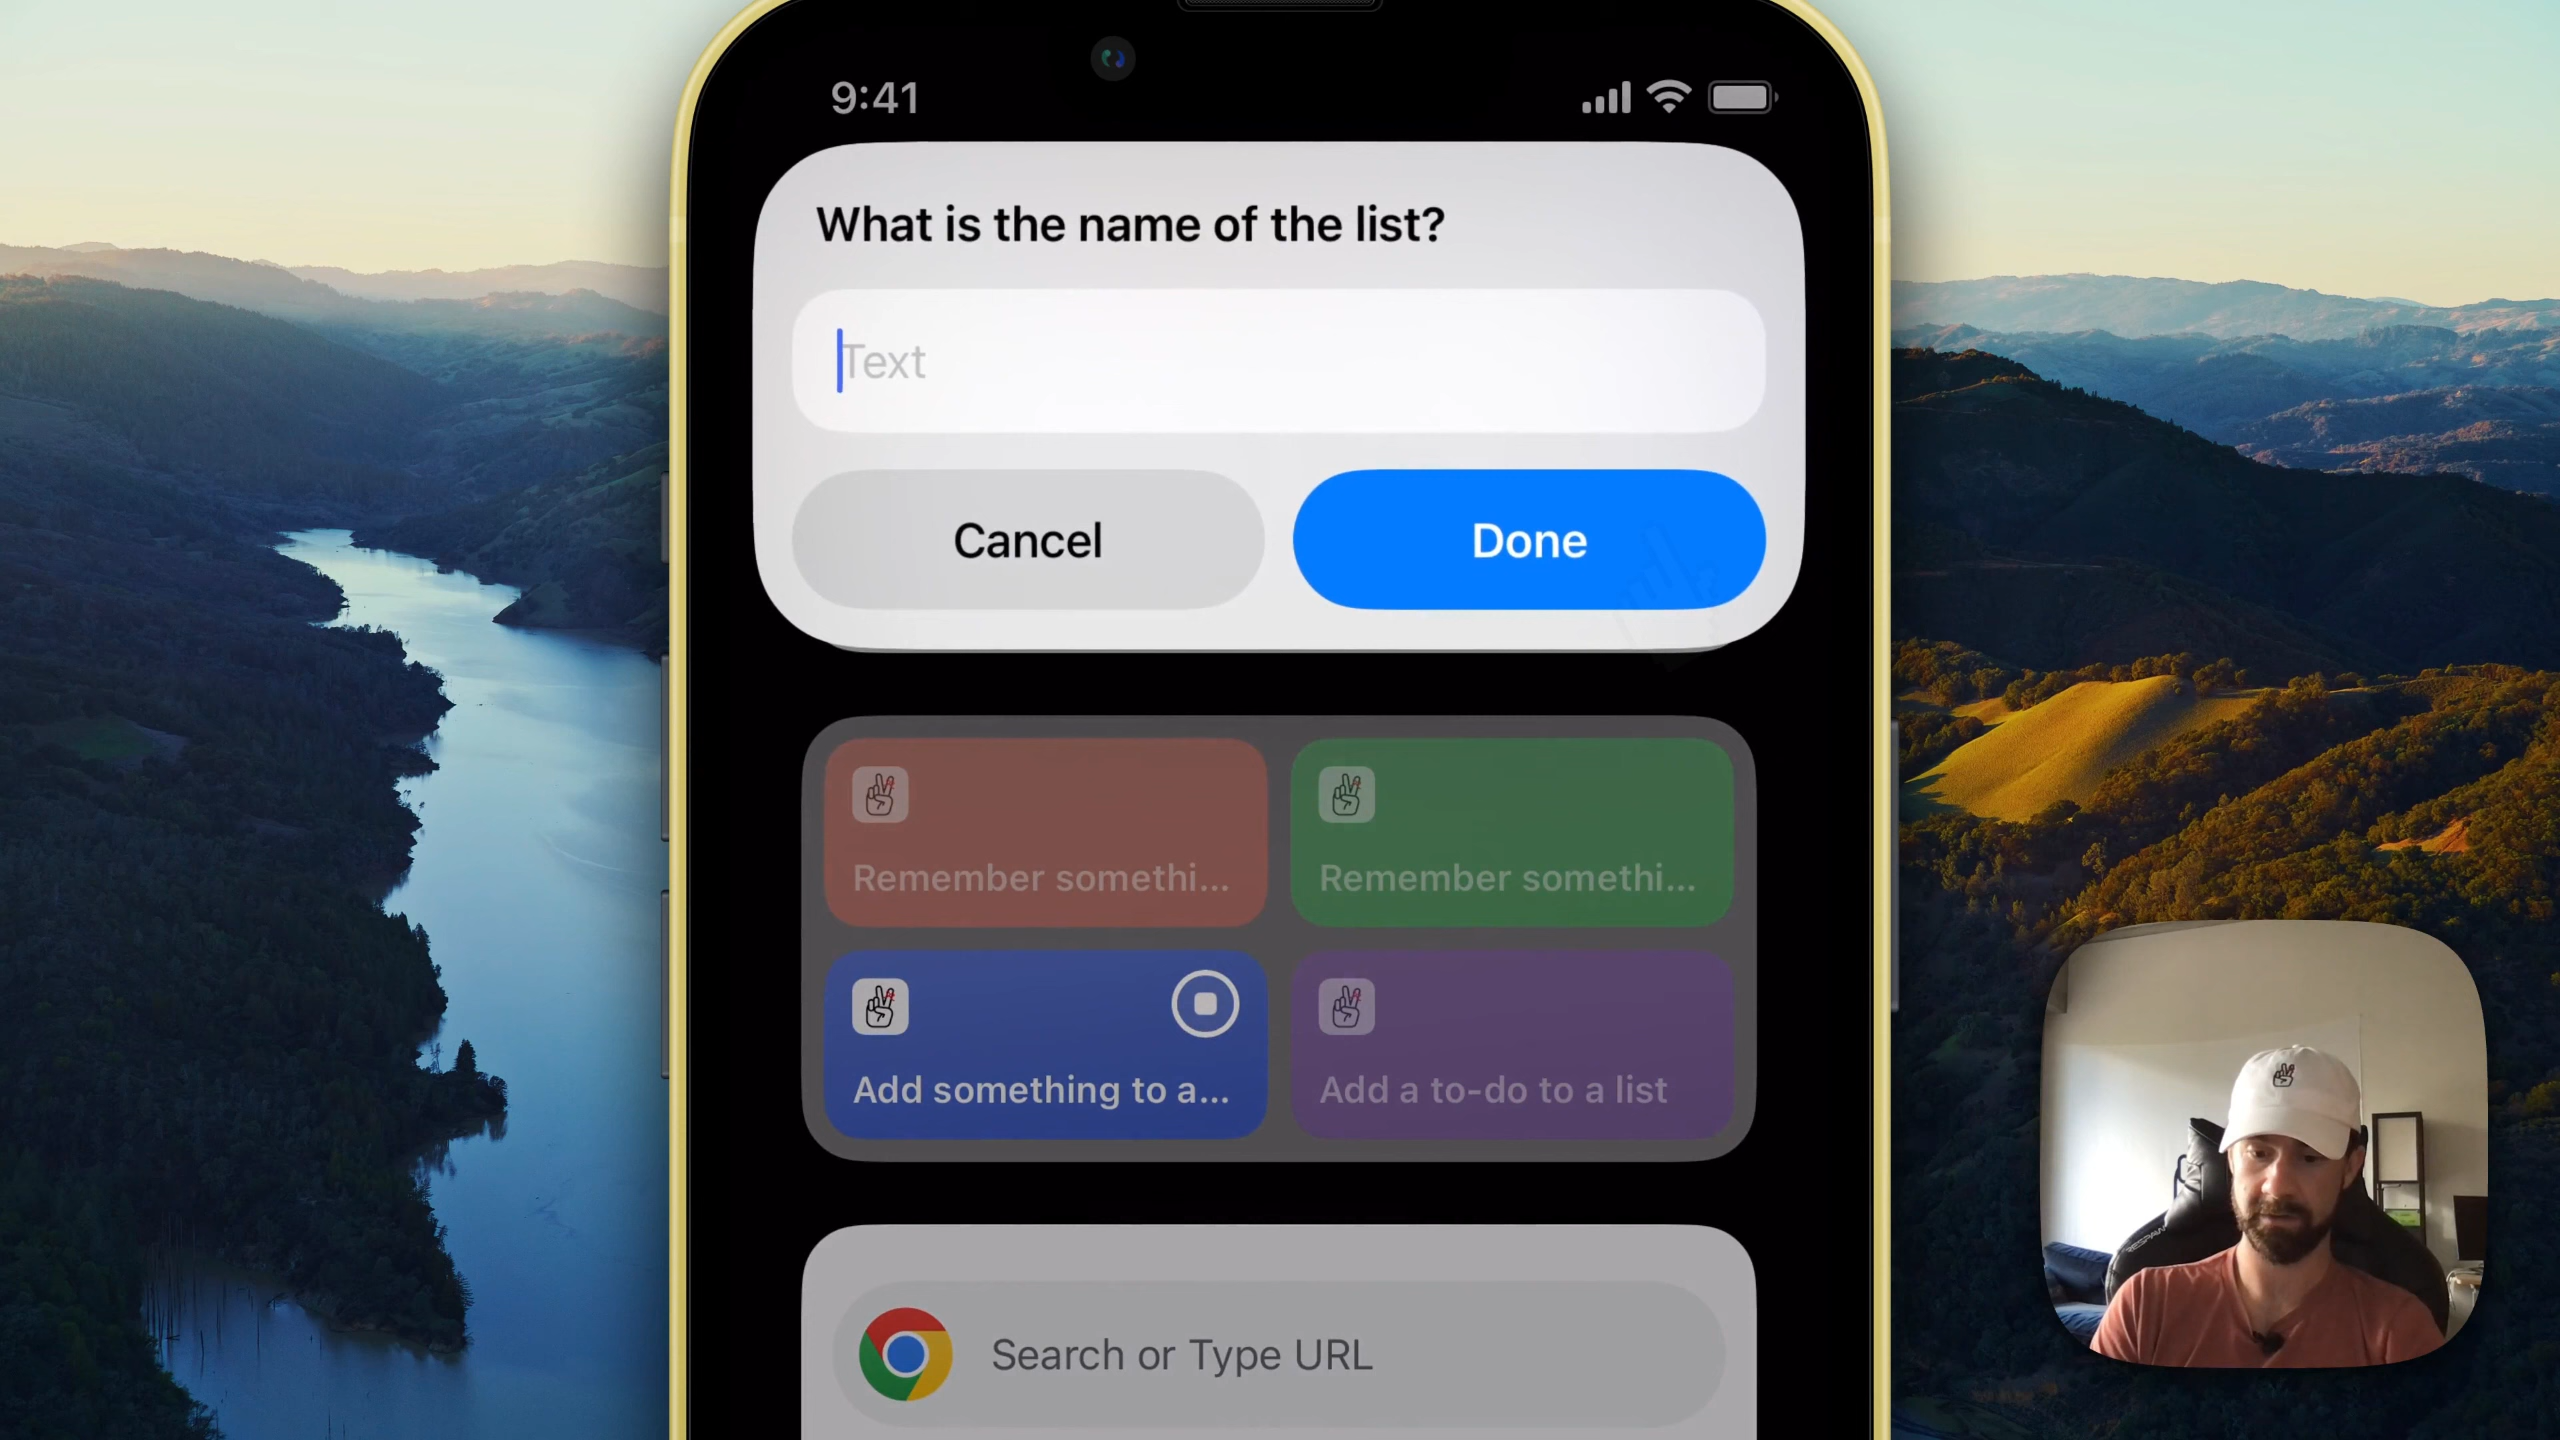 9:41
What is the name of the list?
Text
Cancel
Done
Remember somethi...
Remember somethi...
Add something to a...
Add a to-do to a list
Search or Type URL
RESPAWN